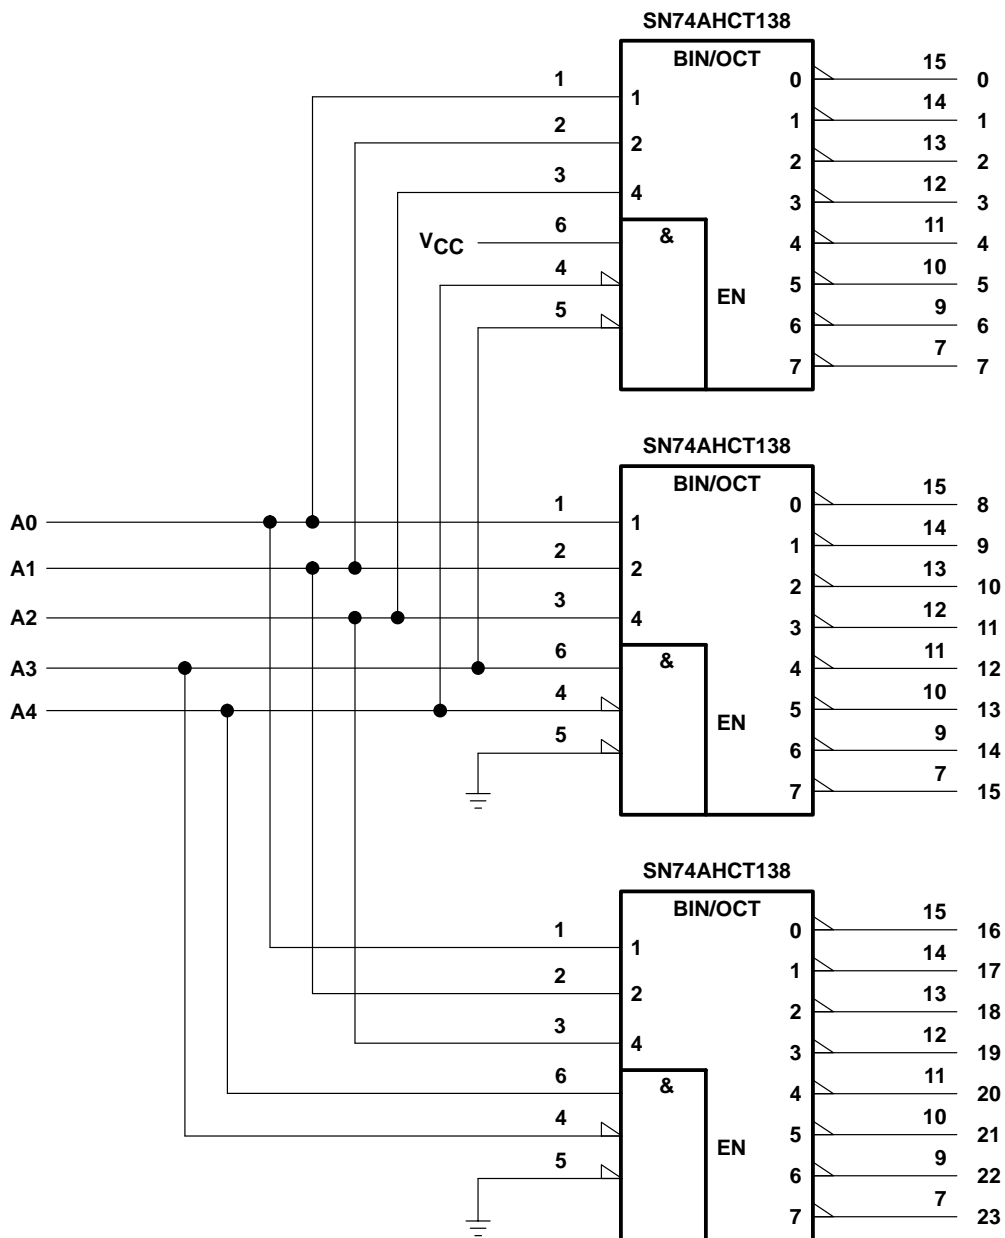 SN74AHCT138
BIN/OCT
1 1 0 15 0
2 2 1 14 1
3 4 2 13 2
3 12 3
VCC 6 & 4 11 4
4 EN 5 10 5
5 6 9 6
7 7 7
SN74AHCT138
BIN/OCT
A0 1 1 0 15 8
A1 2 2 1 14 9
A2 3 4 2 13 10
3 12 11
A3 6 & 4 11 12
A4 4 EN 5 10 13
5 6 9 14
7 7 15
SN74AHCT138
BIN/OCT
1 1 0 15 16
2 2 1 14 17
3 4 2 13 18
3 12 19
6 & 4 11 20
4 EN 5 10 21
5 6 9 22
7 7 23